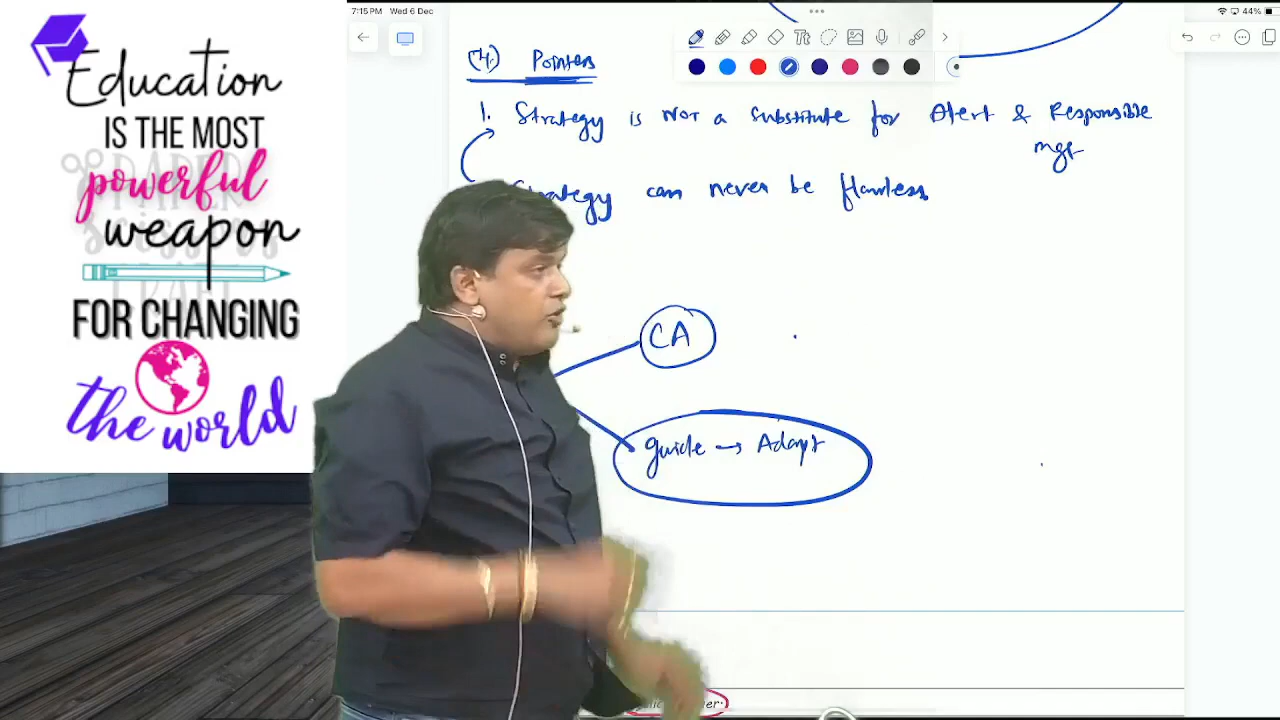 7:15 PM Wed 6 Dec
44%
Education
IS THE MOST
powerful
weapon
FOR CHANGING
the world
(4.) Pointers
1. Strategy is NOT a substitute for Alert & Responsible
mgt
Strategy can never be flawless.
CA
guide → Adapt